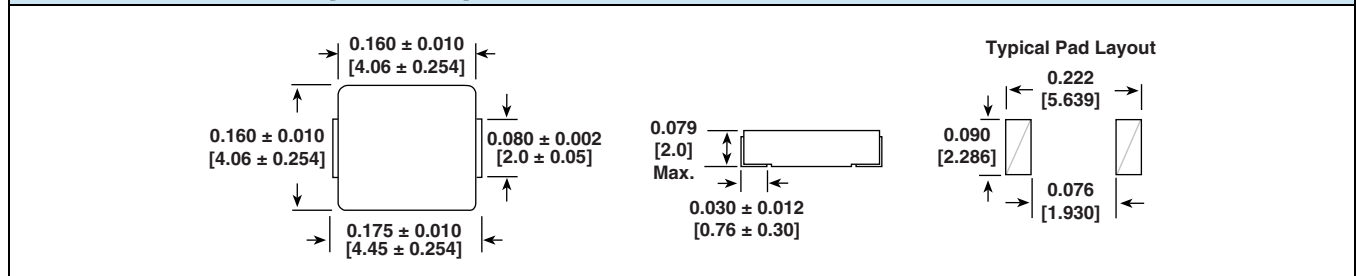 0.160 ± 0.010
[4.06 ± 0.254]
0.160 ± 0.010
[4.06 ± 0.254]
0.080 ± 0.002
[2.0 ± 0.05]
0.175 ± 0.010
[4.45 ± 0.254]
0.079
[2.0]
Max.
0.030 ± 0.012
[0.76 ± 0.30]
Typical Pad Layout
0.222
[5.639]
0.090
[2.286]
0.076
[1.930]